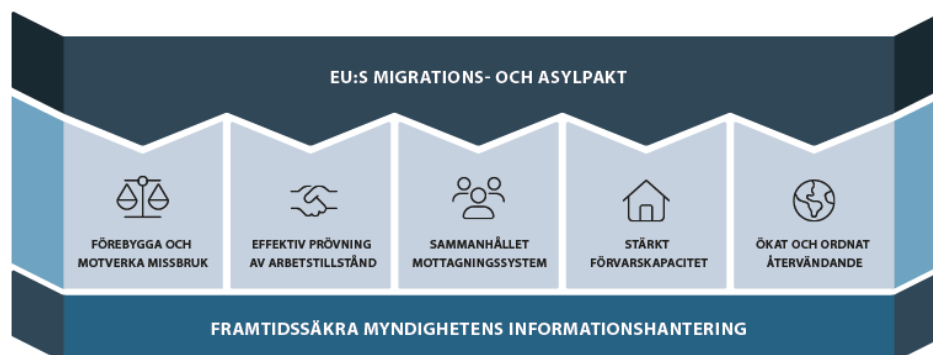 EU:S MIGRATIONS- OCH ASYLPAKT
FÖREBYGGA OCH
MOTVERKA MISSBRUK
EFFEKTIV PRÖVNING
AV ARBETSTILLSTÅND
SAMMANHÅLLET
MOTTAGNINGSSYSTEM
STÄRKT
FÖRVARSKAPACITET
ÖKAT OCH ORDNAT
ÅTERVÄNDANDE
FRAMTIDSSÄKRA MYNDIGHETENS INFORMATIONSHANTERING